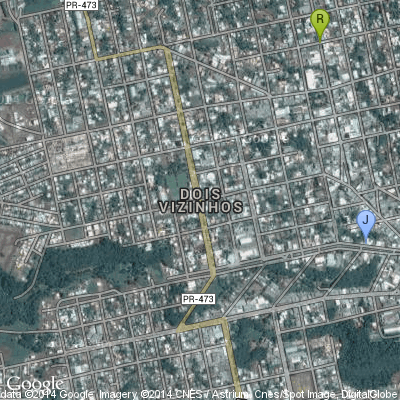 PR-473
R
DOIS
VIZINHOS
J
PR-473
Google
data ©2014 Google Imagery ©2014 CNES / Astrium, Cnes/Spot Image, DigitalGlobe